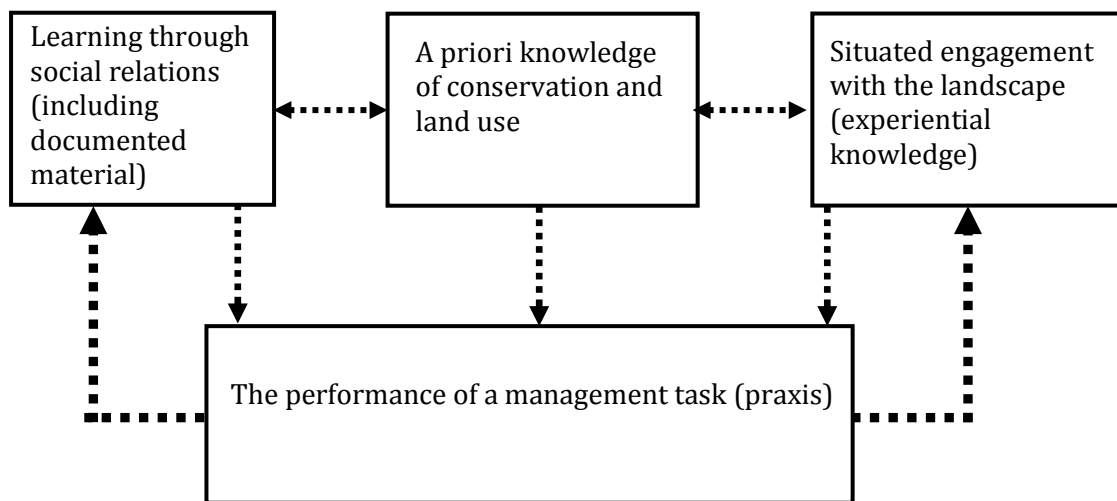 Learning through
social relations
(including
documented
material)
A priori knowledge
of conservation and
land use
Situated engagement
with the landscape
(experiential
knowledge)
The performance of a management task (praxis)